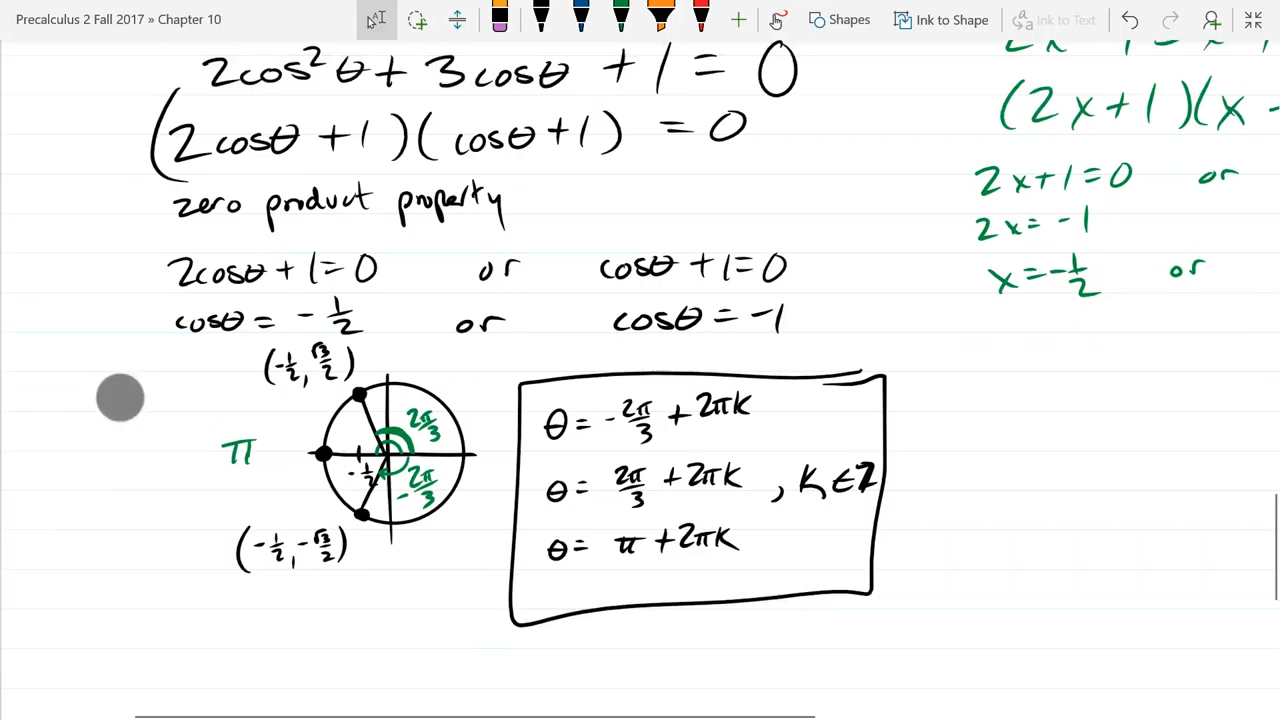 Precalculus 2 Fall 2017 » Chapter 10
Shapes
Ink to Shape
Ink to Text
2cos²θ + 3cosθ + 1 = 0
(2cosθ + 1)(cosθ + 1) = 0
zero product property
2cosθ + 1 = 0 or cosθ + 1 = 0
cosθ = -1/2 or cosθ = -1
(-1/2, √3/2)
2π/3
π
-1/2
-2π/3
(-1/2, -√3/2)
θ = -2π/3 + 2πK
θ = 2π/3 + 2πK , K ∈ Z
θ = π + 2πK
(2x+1)(x -
2x+1=0 or
2x = -1
x = -1/2 or